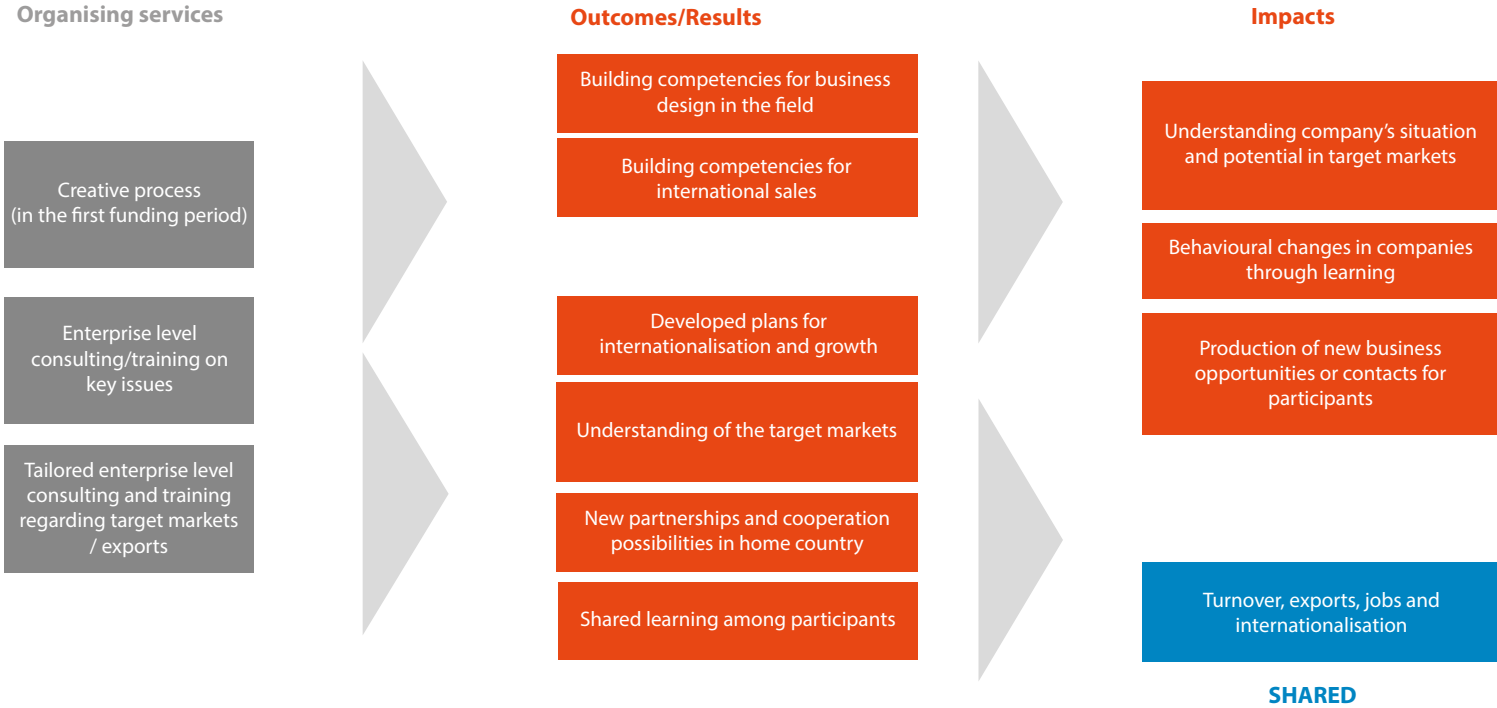 Organising services
Creative process
(in the first funding period)
Enterprise level
consulting/training on
key issues
Tailored enterprise level
consulting and training
regarding target markets
/ exports
Outcomes/Results
Building competencies for business
design in the field
Building competencies for
international sales
Developed plans for
internationalisation and growth
Understanding of the target markets
New partnerships and cooperation
possibilities in home country
Shared learning among participants
Impacts
Understanding company’s situation
and potential in target markets
Behavioural changes in companies
through learning
Production of new business
opportunities or contacts for
participants
Turnover, exports, jobs and
internationalisation
SHARED